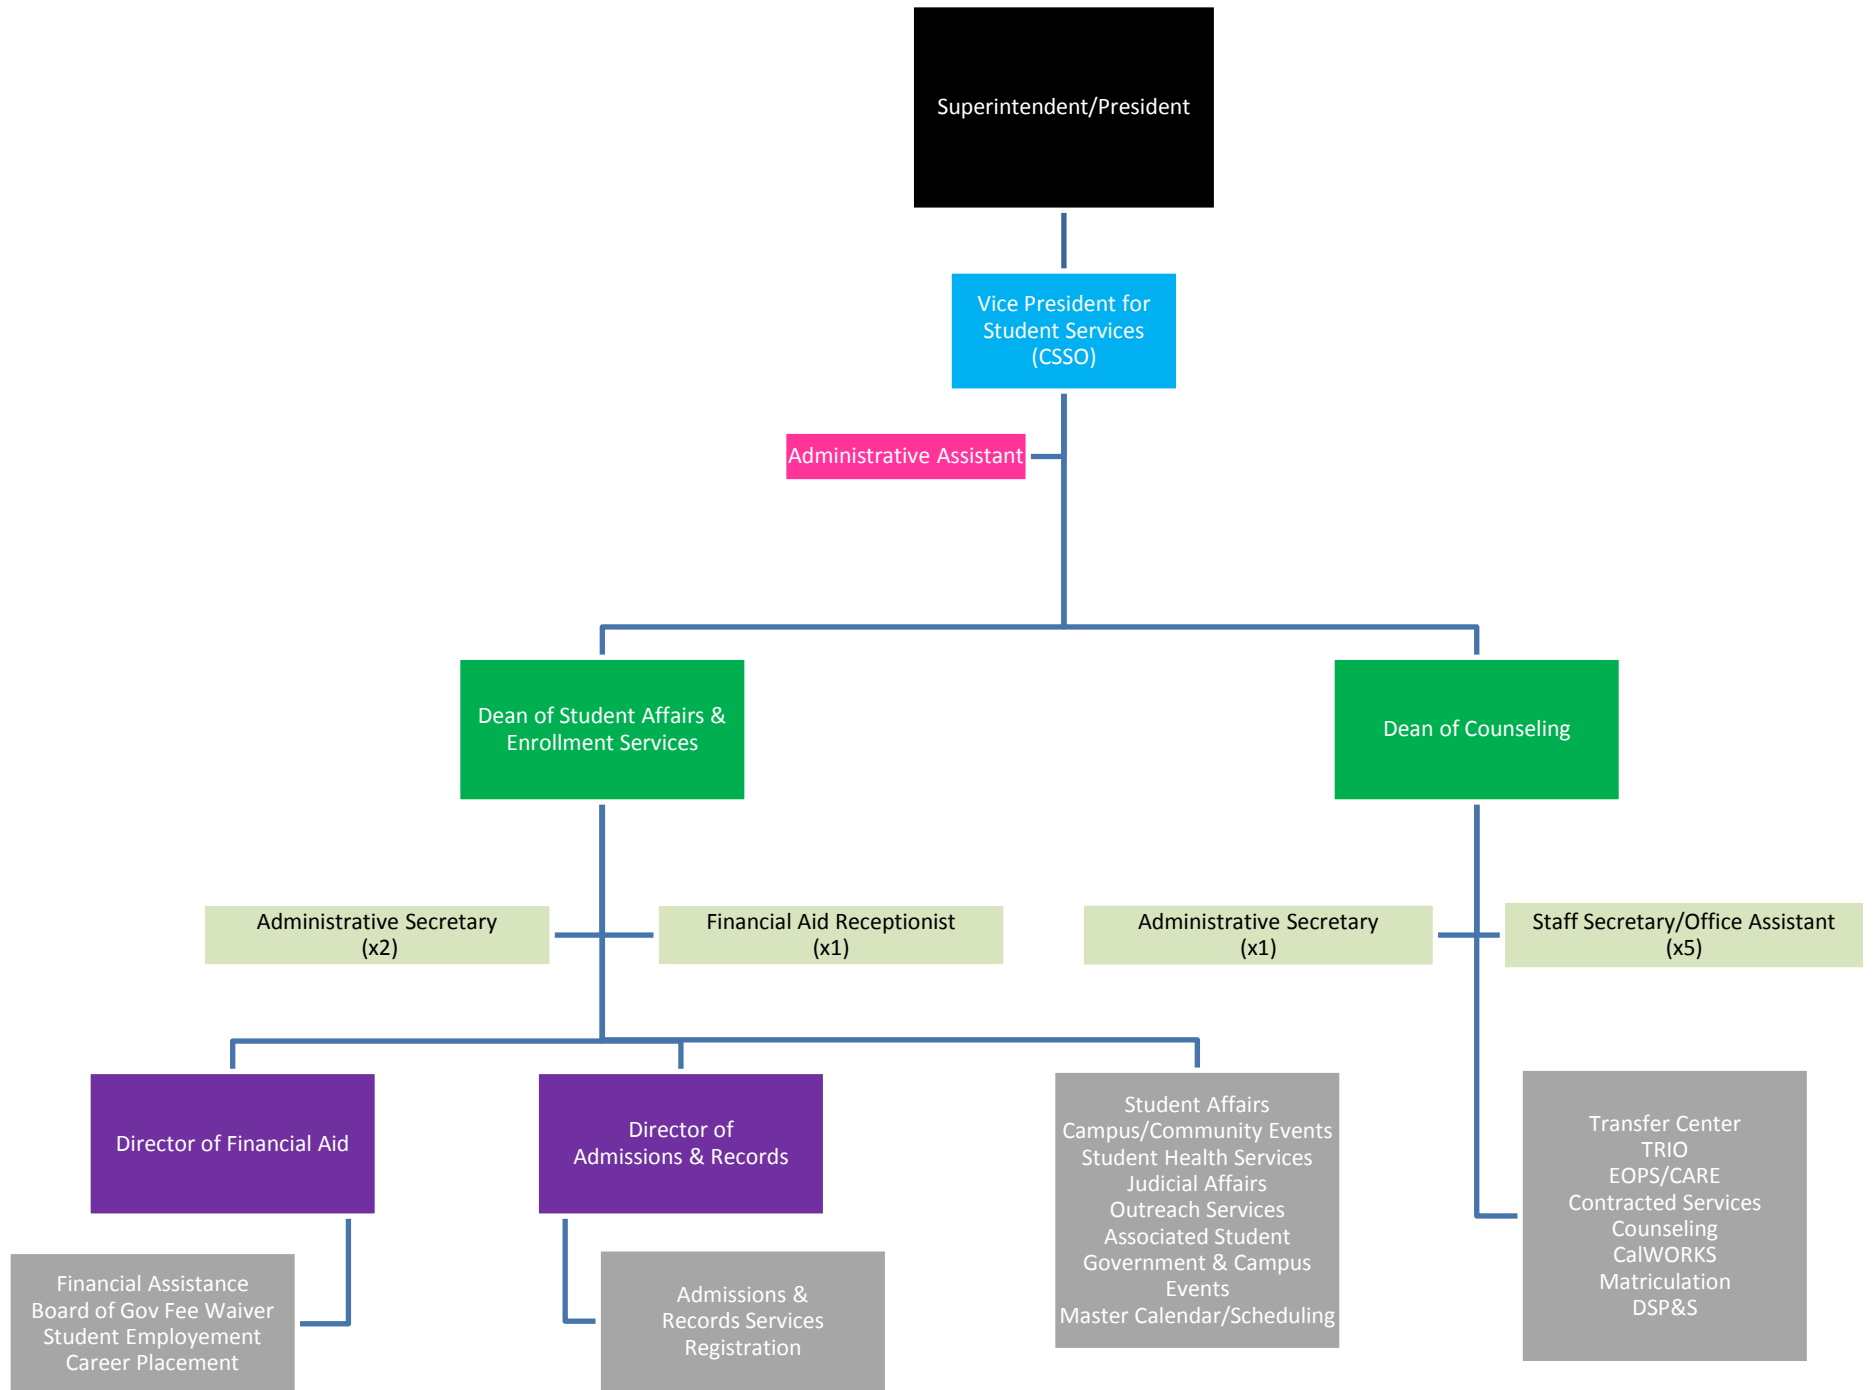 Superintendent/President
Vice President for
Student Services
(CSSO)
Administrative Assistant
Dean of Student Affairs &
Enrollment Services
Dean of Counseling
Administrative Secretary
(x2)
Financial Aid Receptionist
(x1)
Administrative Secretary
(x1)
Staff Secretary/Office Assistant
(x5)
Director of Financial Aid
Director of
Admissions & Records
Student Affairs
Campus/Community Events
Student Health Services
Judicial Affairs
Outreach Services
Associated Student
Government & Campus
Events
Master Calendar/Scheduling
Transfer Center
TRIO
EOPS/CARE
Contracted Services
Counseling
CalWORKS
Matriculation
DSP&S
Financial Assistance
Board of Gov Fee Waiver
Student Employement
Career Placement
Admissions &
Records Services
Registration